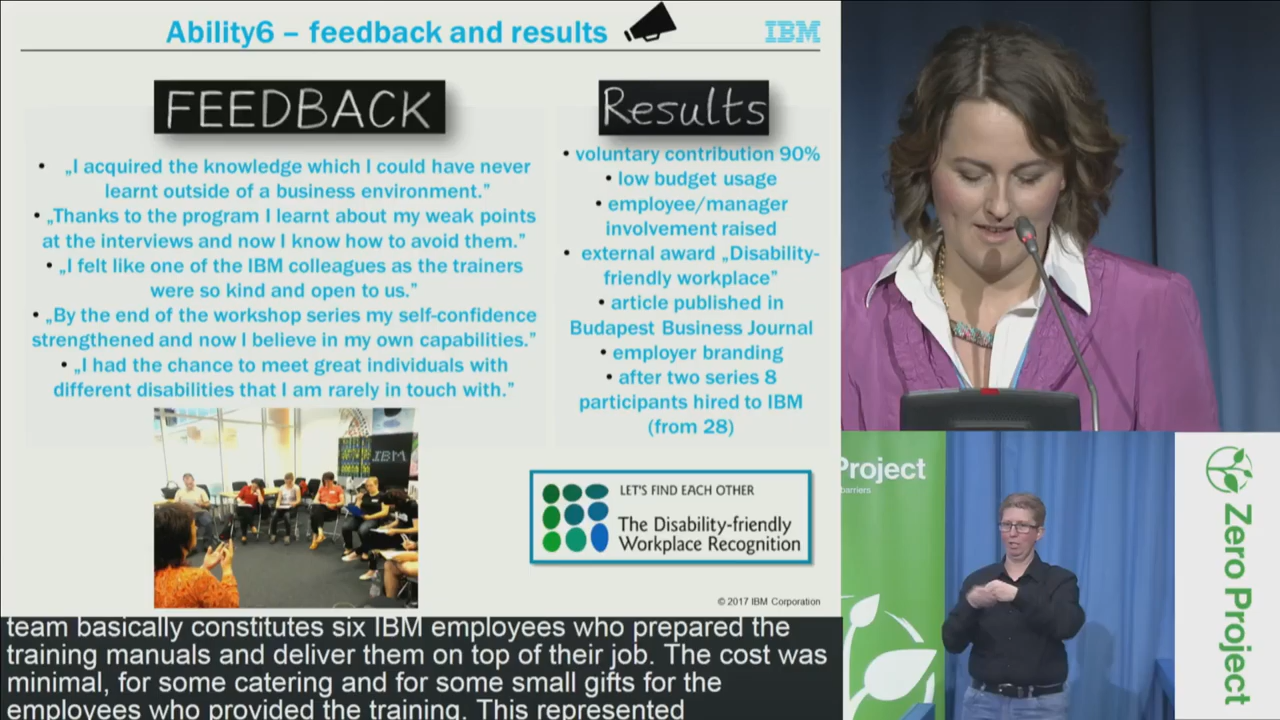 Ability6 – feedback and results
IBM
FEEDBACK
• „I acquired the knowledge which I could have never
learnt outside of a business environment.”
• „Thanks to the program I learnt about my weak points
at the interviews and now I know how to avoid them.”
• „I felt like one of the IBM colleagues as the trainers
were so kind and open to us.”
• „By the end of the workshop series my self-confidence
strengthened and now I believe in my own capabilities.”
• „I had the chance to meet great individuals with
different disabilities that I am rarely in touch with.”
Results
• voluntary contribution 90%
• low budget usage
• employee/manager
involvement raised
• external award „Disability-
friendly workplace”
• article published in
Budapest Business Journal
• employer branding
• after two series 8
participants hired to IBM
(from 28)
IBM
LET'S FIND EACH OTHER
The Disability-friendly
Workplace Recognition
© 2017 IBM Corporation
team basically constitutes six IBM employees who prepared the
training manuals and deliver them on top of their job. The cost was
minimal, for some catering and for some small gifts for the
employees who provided the training. This represented
Project
barriers
Zero Project